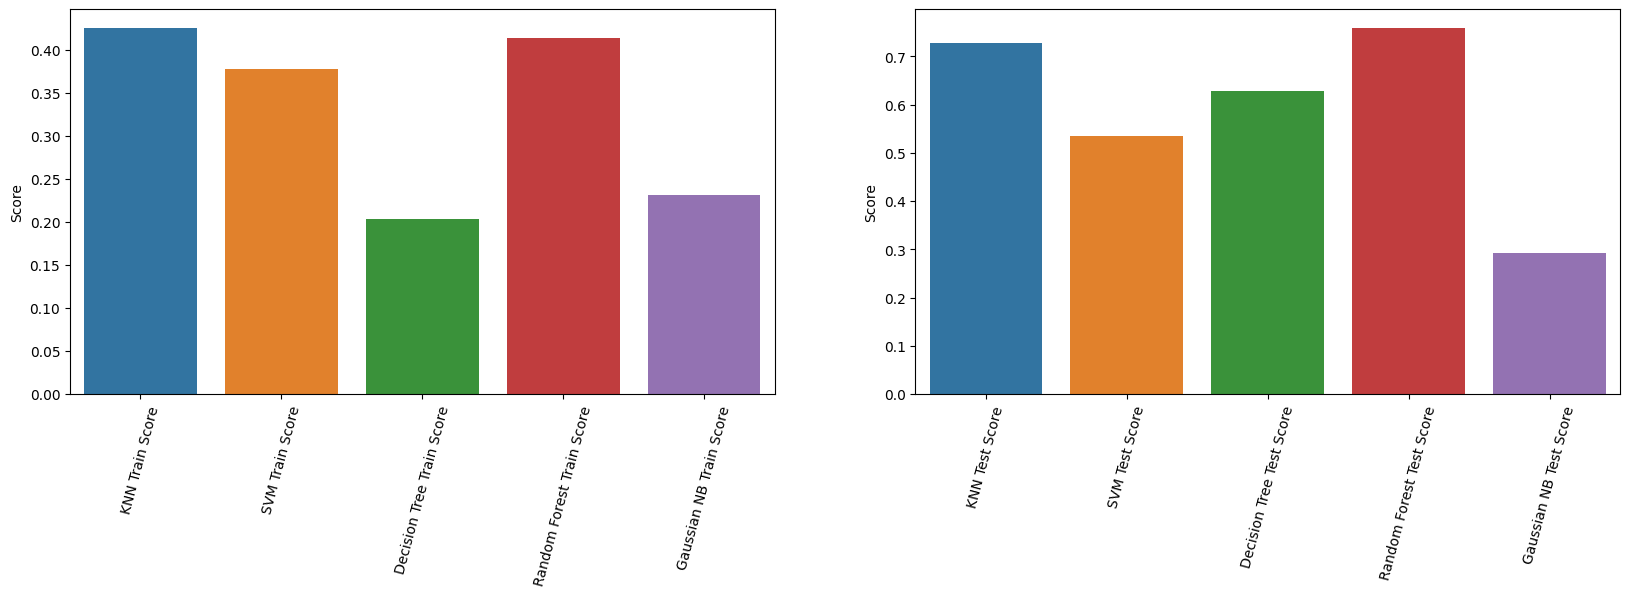 Score
0.40
0.35
0.30
0.25
0.20
0.15
0.10
0.05
0.00
KNN Train Score
SVM Train Score
Decision Tree Train Score
Random Forest Train Score
Gaussian NB Train Score
Score
0.7
0.6
0.5
0.4
0.3
0.2
0.1
0.0
KNN Test Score
SVM Test Score
Decision Tree Test Score
Random Forest Test Score
Gaussian NB Test Score